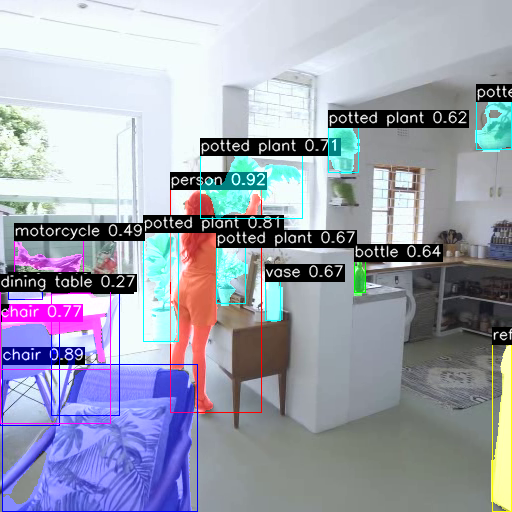 potte
potted plant 0.62
potted plant 0.71
person 0.92
potted plant 0.81
motorcycle 0.49
potted plant 0.67
bottle 0.64
vase 0.67
dining table 0.27
chair 0.77
ref
chair 0.89